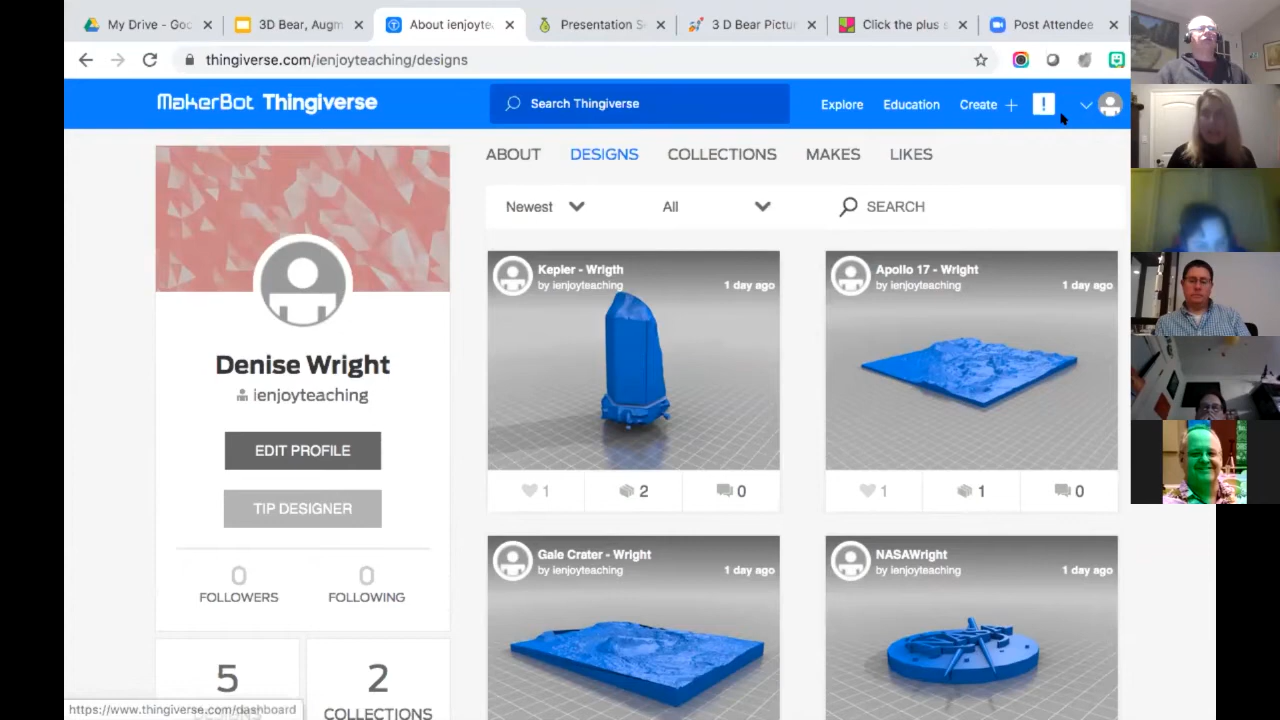 My Drive - Goo
3D Bear, Augm
About ienjoytea
Presentation S
3 D Bear Pictu
Click the plus s
Post Attendee
thingiverse.com/ienjoyteaching/designs
MakerBot Thingiverse
Search Thingiverse
Explore
Education
Create +
!
ABOUT
DESIGNS
COLLECTIONS
MAKES
LIKES
Newest
All
SEARCH
Kepler - Wrigth
by ienjoyteaching
1 day ago
Apollo 17 - Wright
by ienjoyteaching
1 day ago
Denise Wright
ienjoyteaching
EDIT PROFILE
TIP DESIGNER
1
2
0
1
1
0
0
FOLLOWERS
0
FOLLOWING
Gale Crater - Wright
by ienjoyteaching
1 day ago
NASAWright
by ienjoyteaching
1 day ago
5
DESIGNS
2
COLLECTIONS
https://www.thingiverse.com/dashboard